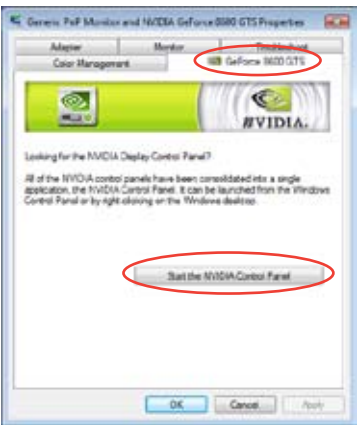 Generic PnP Monitor and NVIDIA GeForce 8600 GTS Properties
Adapter Monitor Troubleshoot
Color Management GeForce 8600 GTS
NVIDIA.
Looking for the NVIDIA Display Control Panel?
All of the NVIDIA control panels have been consolidated into a single
application, the NVIDIA Control Panel. It can be launched from the Windows
Control Panel or by right-clicking on the Windows desktop.
Start the NVIDIA Control Panel
OK Cancel Apply